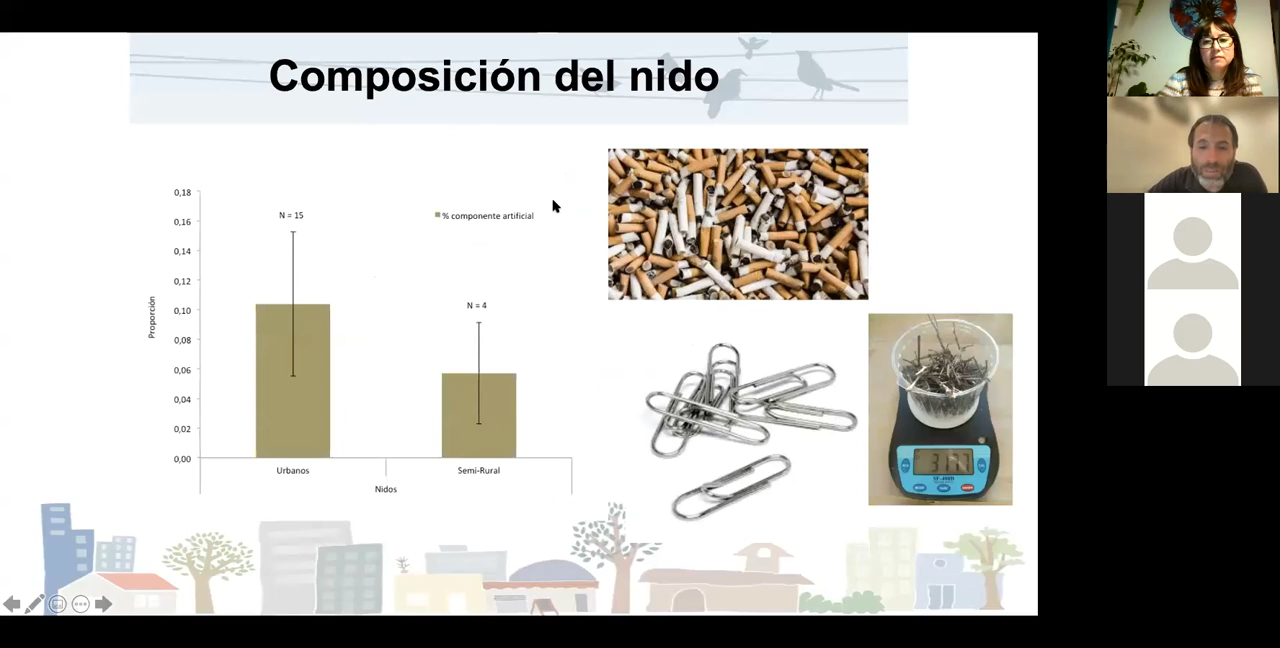 Composición del nido
0,18
0,16
0,14
0,12
0,10
0,08
0,06
0,04
0,02
0,00
Proporción
N = 15
N = 4
% componente artificial
Urbanos
Semi-Rural
Nidos